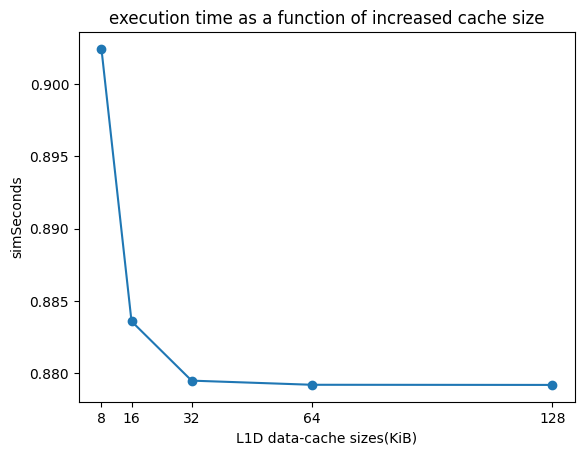 execution time as a function of increased cache size
0.900
0.895
0.890
0.885
0.880
simSeconds
8 16 32 64 128
L1D data-cache sizes(KiB)